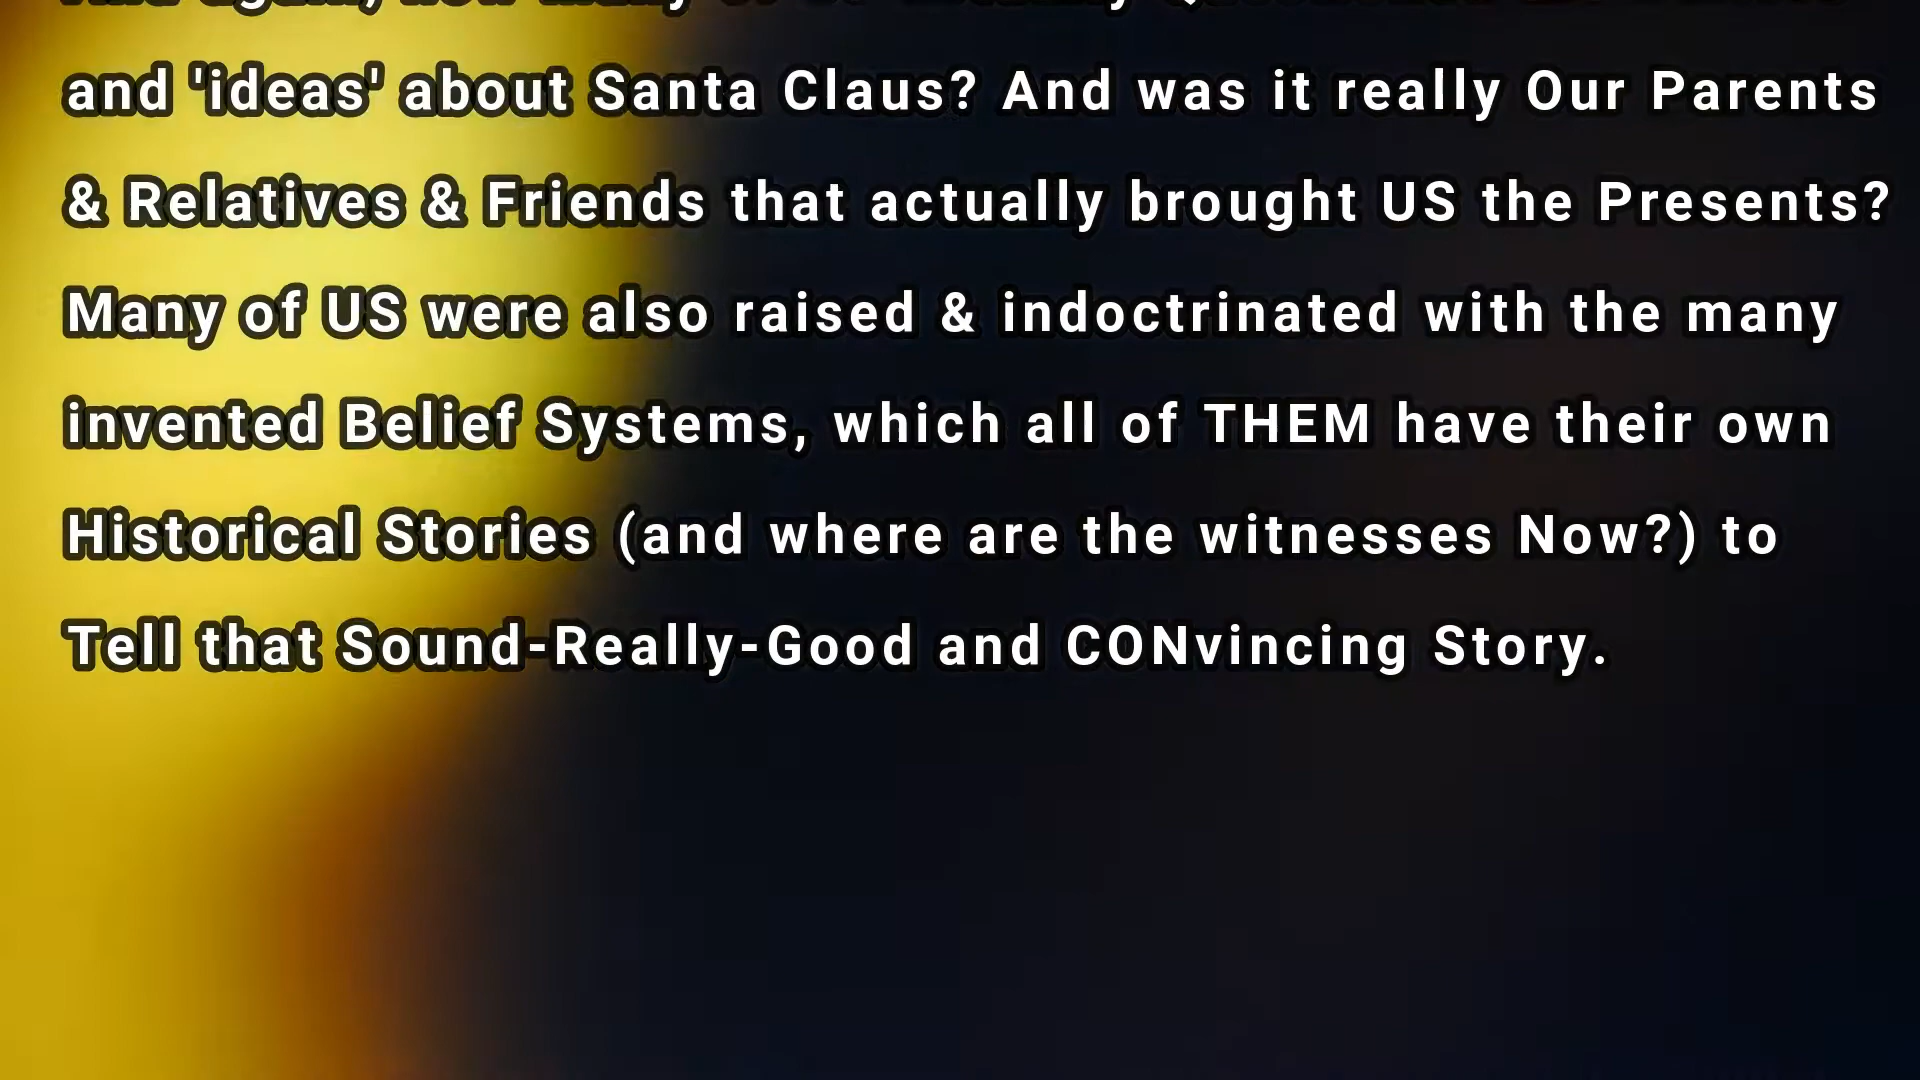 and 'ideas' about Santa Claus? And was it really Our Parents
& Relatives & Friends that actually brought US the Presents?
Many of US were also raised & indoctrinated with the many
invented Belief Systems, which all of THEM have their own
Historical Stories (and where are the witnesses Now?) to
Tell that Sound-Really-Good and CONvincing Story.